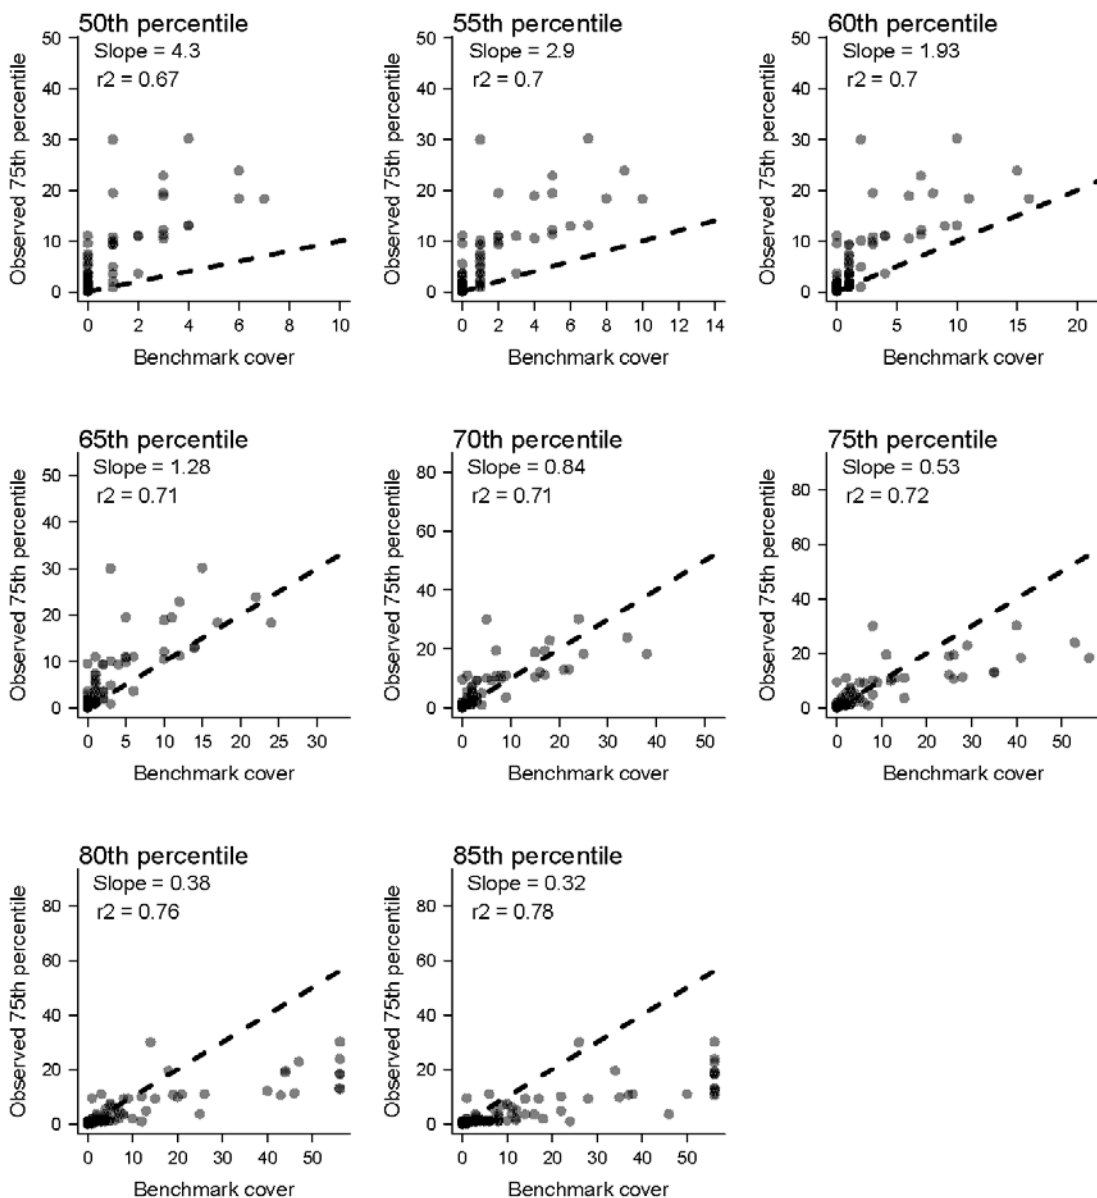 50th percentile
Slope = 4.3
r2 = 0.67
50
40
30
20
10
0
Observed 75th percentile
0 2 4 6 8 10
Benchmark cover
55th percentile
Slope = 2.9
r2 = 0.7
50
40
30
20
10
0
Observed 75th percentile
0 2 4 6 8 10 12 14
Benchmark cover
60th percentile
Slope = 1.93
r2 = 0.7
50
40
30
20
10
0
Observed 75th percentile
0 5 10 15 20
Benchmark cover
65th percentile
Slope = 1.28
r2 = 0.71
50
40
30
20
10
0
Observed 75th percentile
0 5 10 15 20 25 30
Benchmark cover
70th percentile
Slope = 0.84
r2 = 0.71
80
60
40
20
0
Observed 75th percentile
0 10 20 30 40 50
Benchmark cover
75th percentile
Slope = 0.53
r2 = 0.72
80
60
40
20
0
Observed 75th percentile
0 10 20 30 40 50
Benchmark cover
80th percentile
Slope = 0.38
r2 = 0.76
80
60
40
20
0
Observed 75th percentile
0 10 20 30 40 50
Benchmark cover
85th percentile
Slope = 0.32
r2 = 0.78
80
60
40
20
0
Observed 75th percentile
0 10 20 30 40 50
Benchmark cover